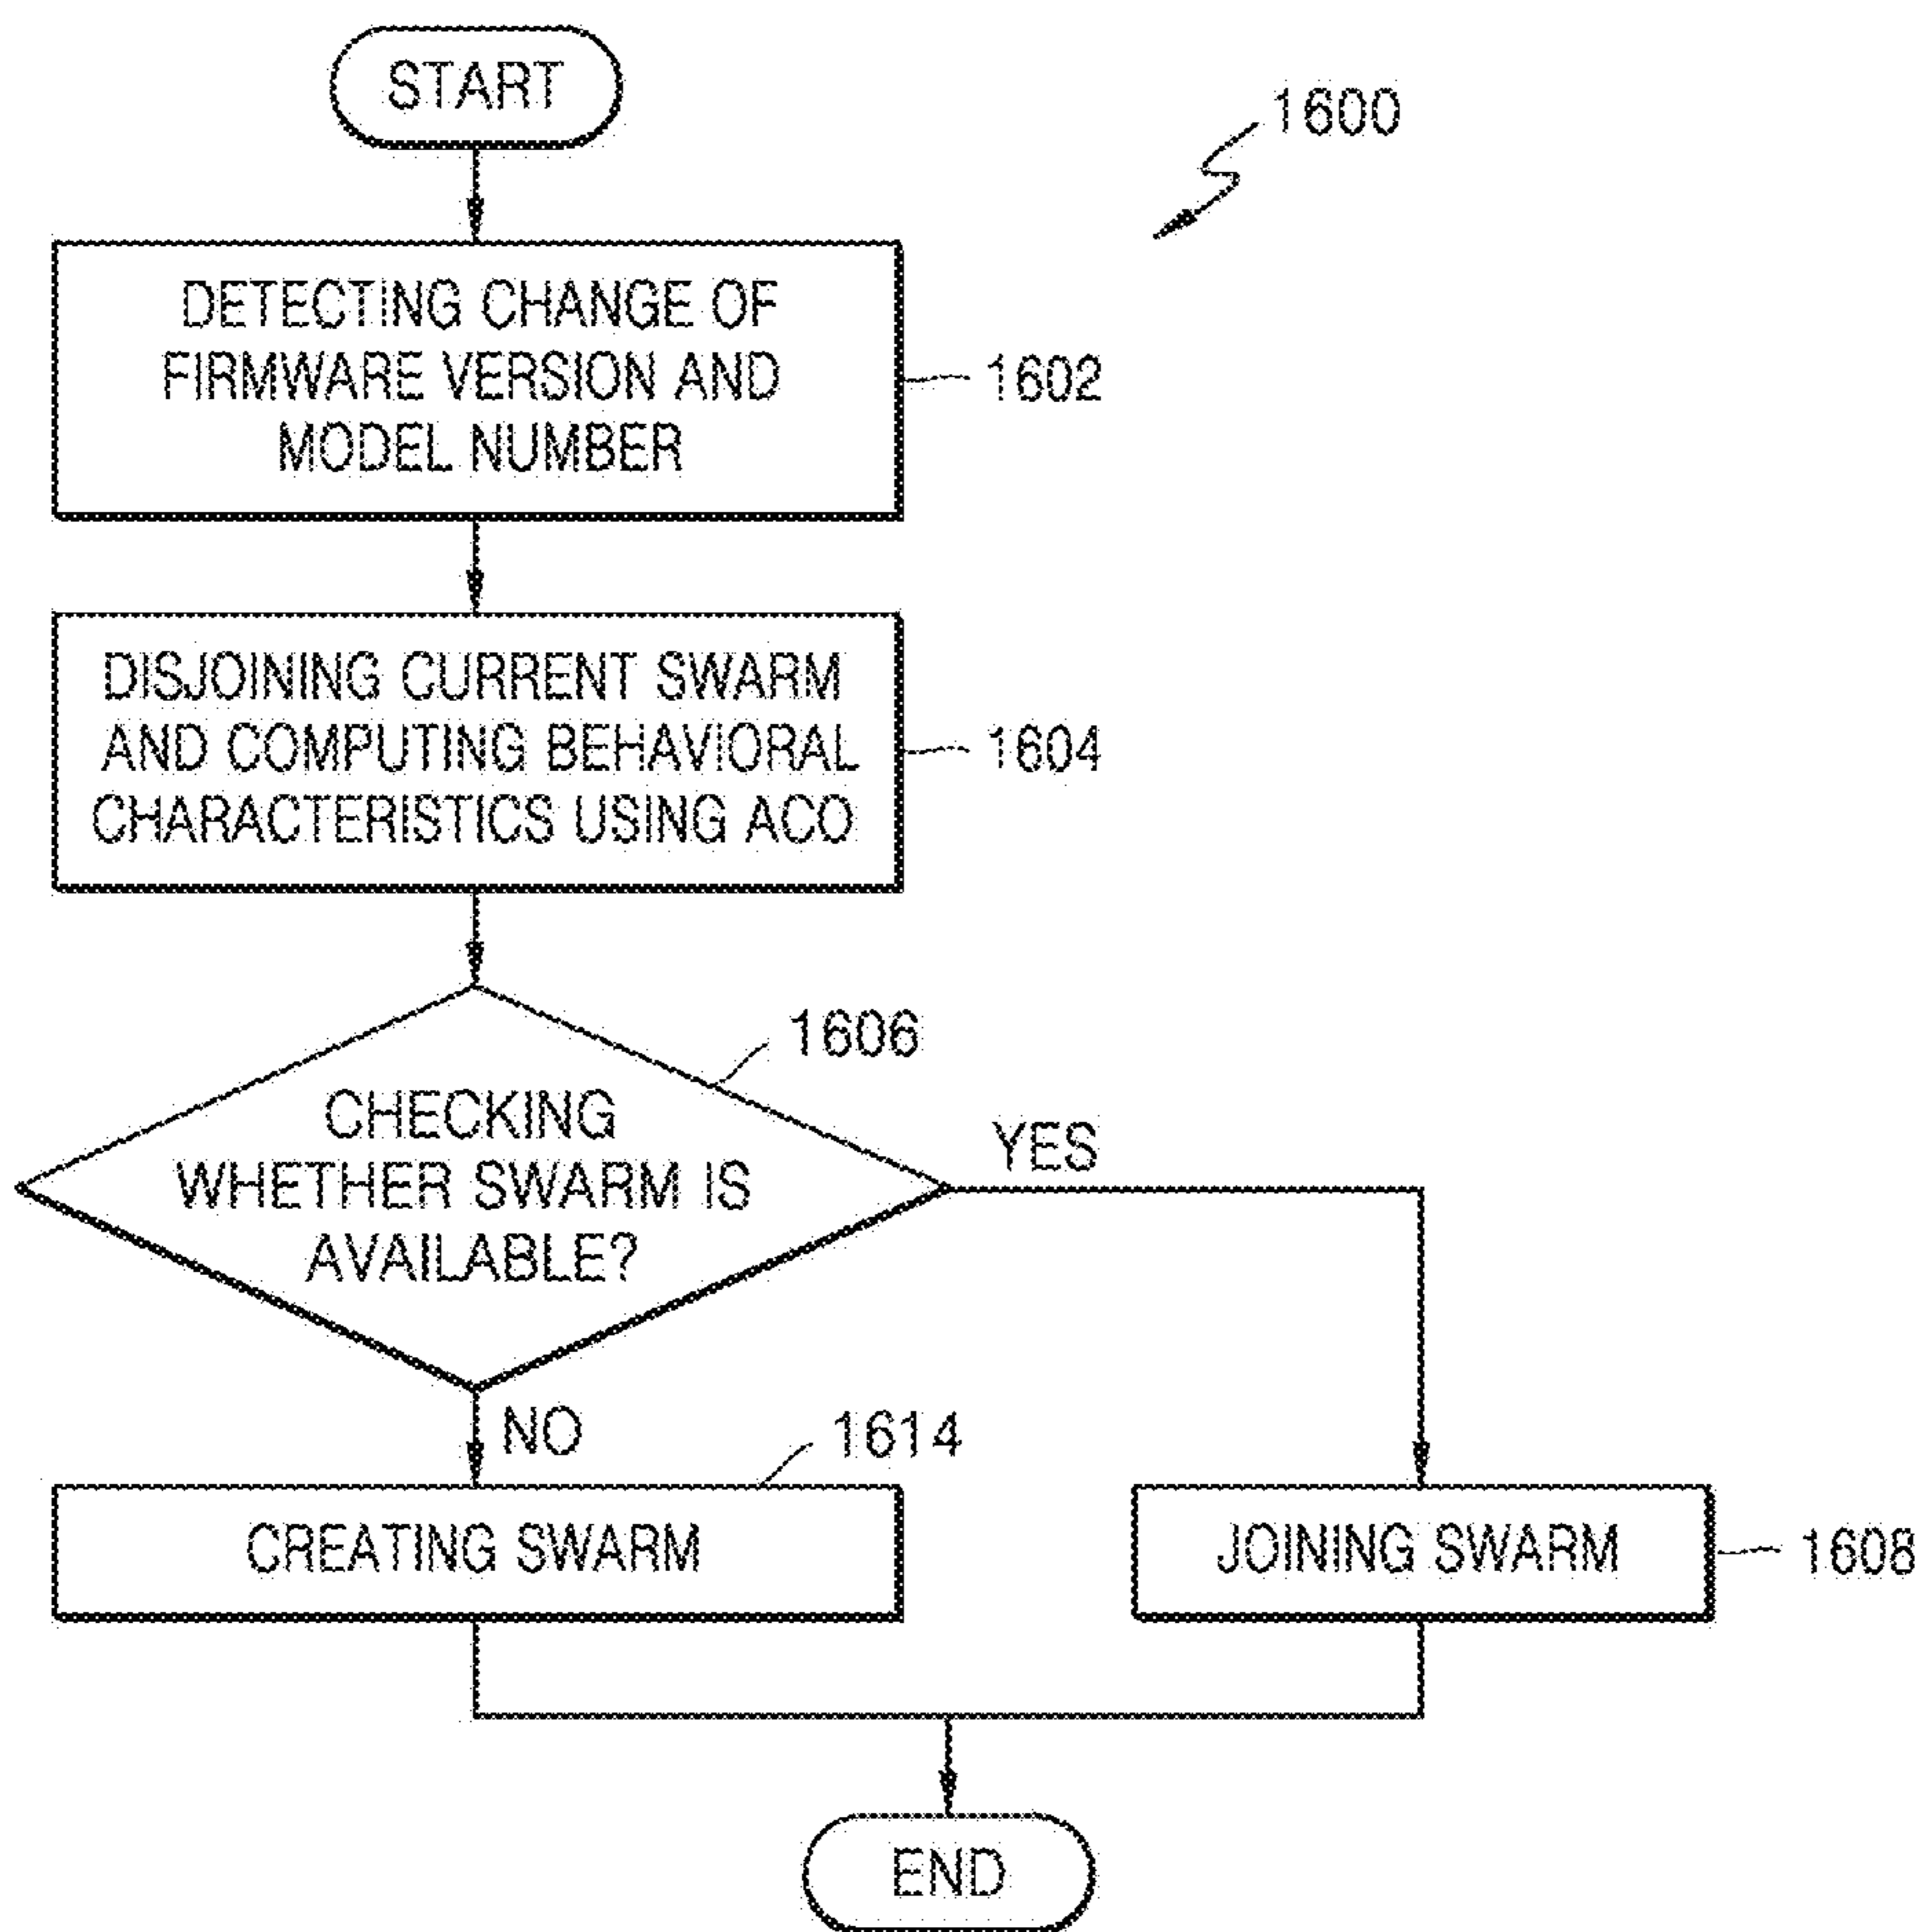 START
1600
DETECTING CHANGE OF
FIRMWARE VERSION AND
MODEL NUMBER
1602
DISJOINING CURRENT SWARM
AND COMPUTING BEHAVIORAL
CHARACTERISTICS USING ACO
1604
1606
CHECKING
WHETHER SWARM IS
AVAILABLE?
YES
NO
1614
CREATING SWARM
JOINING SWARM
1608
END